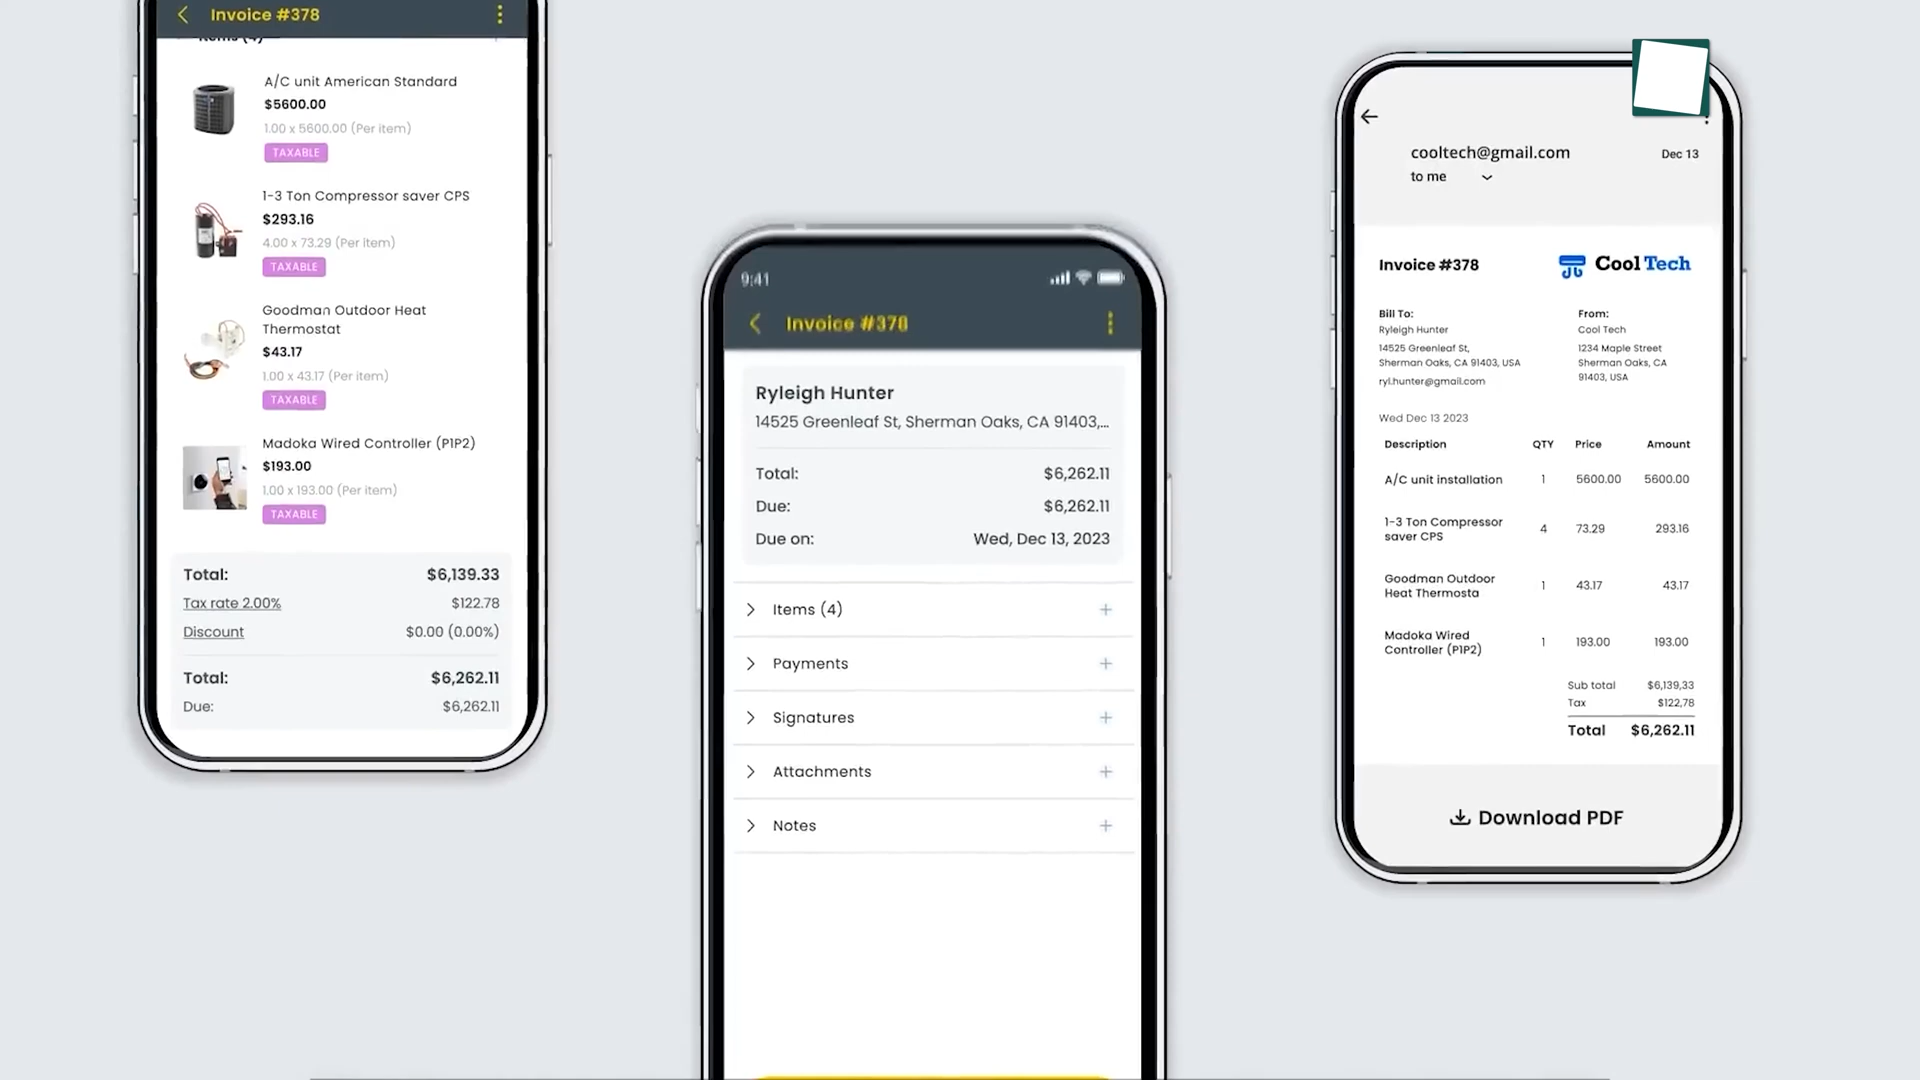 Invoice #378
Items (4)
A/C unit American Standard
$5600.00
1.00 x 5600.00 (Per item)
TAXABLE
1-3 Ton Compressor saver CPS
$293.16
4.00 x 73.29 (Per item)
TAXABLE
Goodman Outdoor Heat
Thermostat
$43.17
1.00 x 43.17 (Per item)
TAXABLE
Madoka Wired Controller (P1P2)
$193.00
1.00 x 193.00 (Per item)
TAXABLE
Total: $6,139.33
Tax rate 2.00% $122.78
Discount $0.00 (0.00%)
Total: $6,262.11
Due: $6,262.11
9:41
Invoice #378
Ryleigh Hunter
14525 Greenleaf St, Sherman Oaks, CA 91403,...
Total: $6,262.11
Due: $6,262.11
Due on: Wed, Dec 13, 2023
Items (4)
Payments
Signatures
Attachments
Notes
cooltech@gmail.com Dec 13
to me
Invoice #378 Cool Tech
Bill To: From:
Ryleigh Hunter Cool Tech
14525 Greenleaf St, 1234 Maple Street
Sherman Oaks, CA 91403, USA Sherman Oaks, CA
ryl.hunter@gmail.com 91403, USA
Wed Dec 13 2023
Description QTY Price Amount
A/C unit installation 1 5600.00 5600.00
1-3 Ton Compressor
saver CPS 4 73.29 293.16
Goodman Outdoor
Heat Thermosta 1 43.17 43.17
Madoka Wired
Controller (P1P2) 1 193.00 193.00
Sub total $6,139,33
Tax $122,78
Total $6,262.11
Download PDF